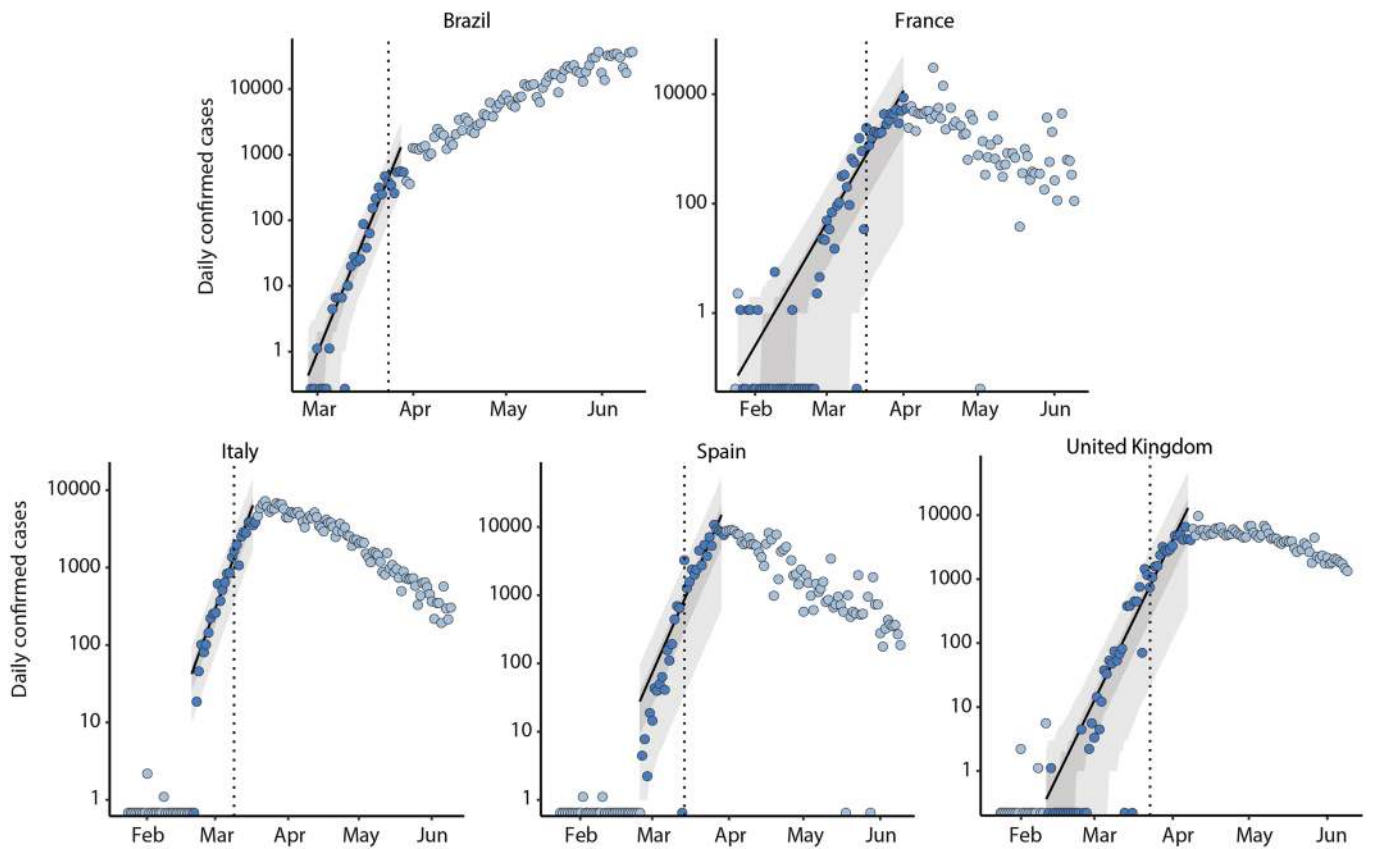 Brazil
France
Daily confirmed cases
10000
1000
100
10
1
Mar Apr May Jun
10000
100
1
Feb Mar Apr May Jun
Italy
Spain
United Kingdom
Daily confirmed cases
10000
1000
100
10
1
Feb Mar Apr May Jun
10000
1000
100
10
1
Feb Mar Apr May Jun
10000
1000
100
10
1
Feb Mar Apr May Jun